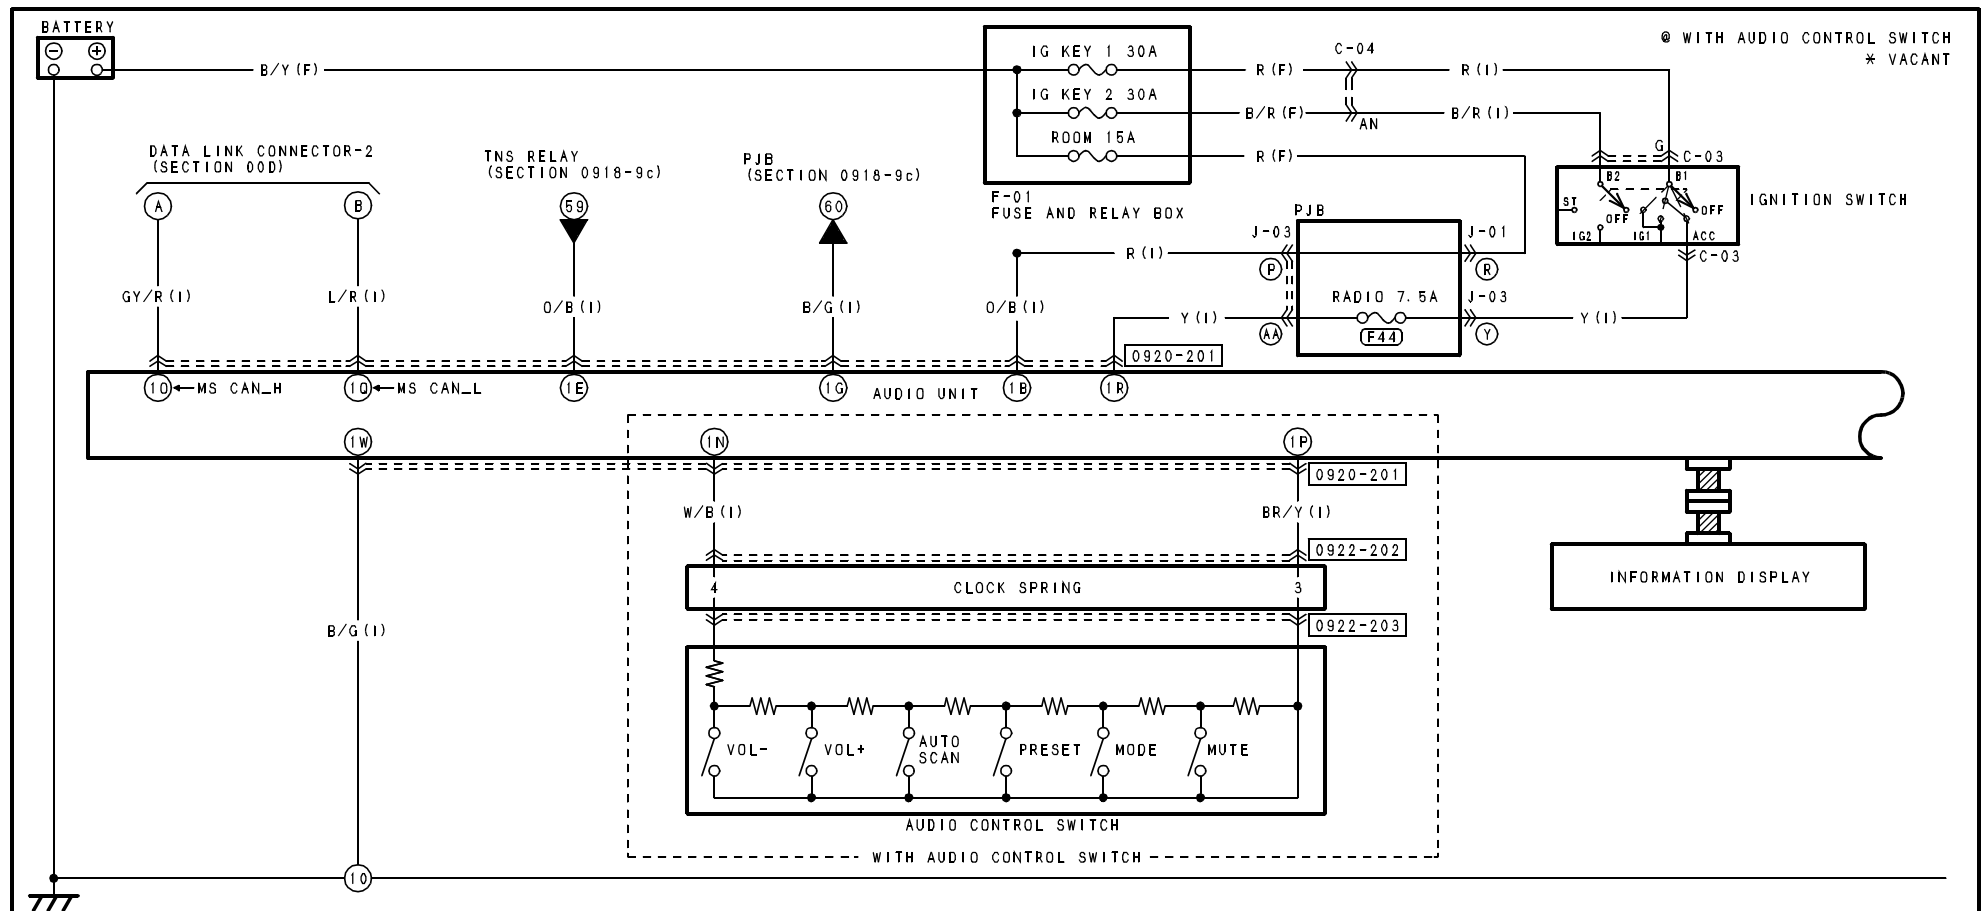 BATTERY
− +
B/Y(F)
IG KEY 1 30A
IG KEY 2 30A
ROOM 15A
F-01
FUSE AND RELAY BOX
R(F)
C-04
R(I)
B/R(F)
AN
B/R(I)
R(F)
@ WITH AUDIO CONTROL SWITCH
* VACANT
G
C-03
B2
B1
ST
OFF
OFF
IG2
IG1
ACC
IGNITION SWITCH
C-03
DATA LINK CONNECTOR-2
(SECTION 00D)
A
B
TNS RELAY
(SECTION 0918-9c)
59
PJB
(SECTION 0918-9c)
60
PJB
J-03
J-01
R(I)
P
R
GY/R(I)
L/R(I)
O/B(I)
B/G(I)
O/B(I)
RADIO 7.5A
J-03
Y(I)
AA
F44
Y
Y(I)
0920-201
1O
MS CAN_H
1Q
MS CAN_L
1E
1G
AUDIO UNIT
1B
1R
1W
1N
1P
0920-201
W/B(I)
BR/Y(I)
0922-202
4
CLOCK SPRING
3
INFORMATION DISPLAY
0922-203
B/G(I)
VOL-
VOL+
AUTO
SCAN
PRESET
MODE
MUTE
AUDIO CONTROL SWITCH
WITH AUDIO CONTROL SWITCH
10